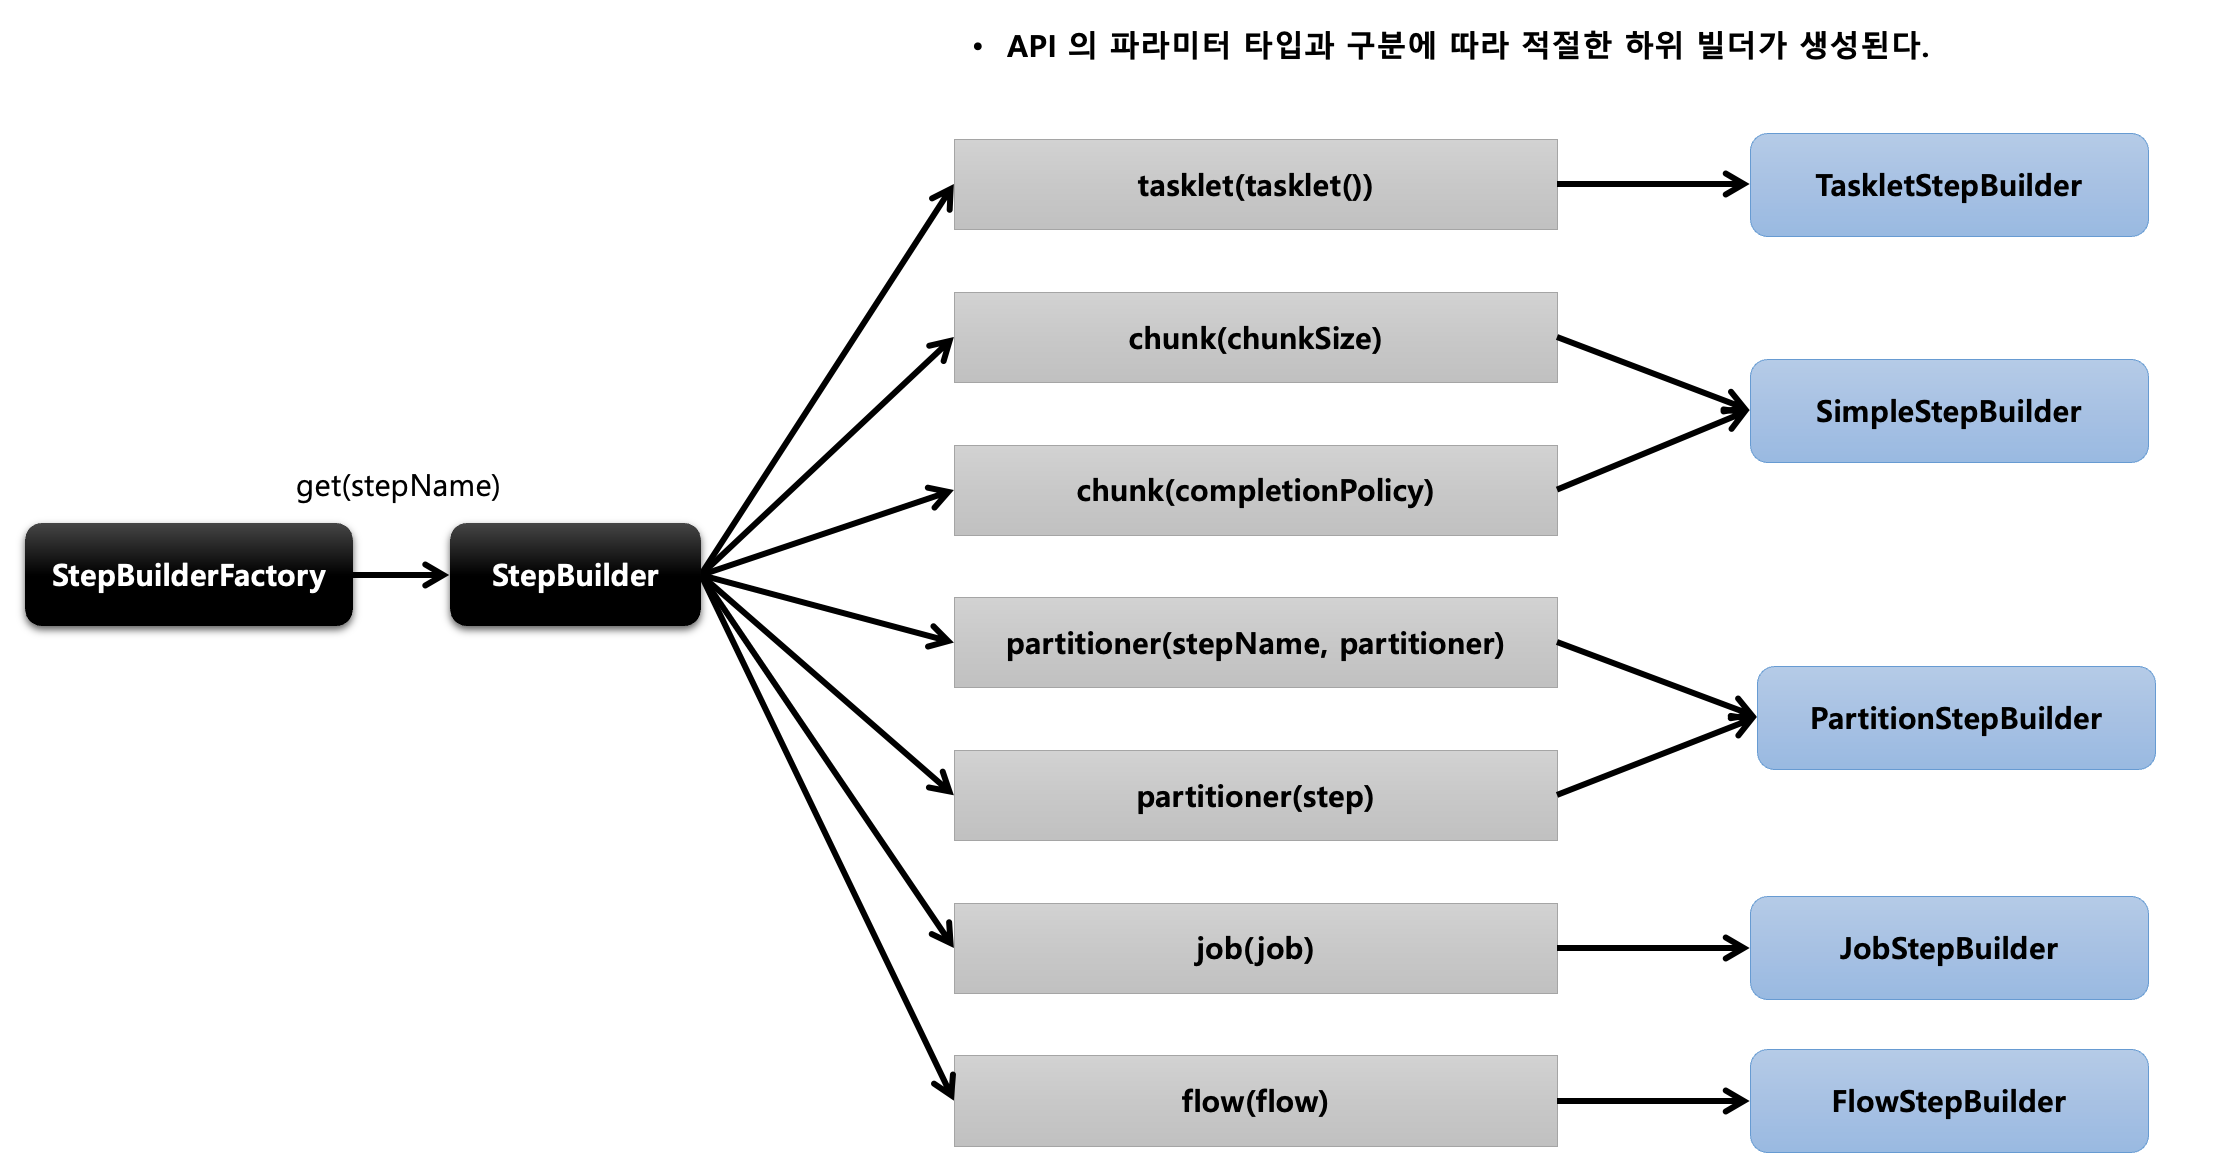 • API 의 파라미터 타입과 구분에 따라 적절한 하위 빌더가 생성된다.
get(stepName)
StepBuilderFactory
StepBuilder
tasklet(tasklet())
TaskletStepBuilder
chunk(chunkSize)
SimpleStepBuilder
chunk(completionPolicy)
partitioner(stepName, partitioner)
PartitionStepBuilder
partitioner(step)
job(job)
JobStepBuilder
flow(flow)
FlowStepBuilder